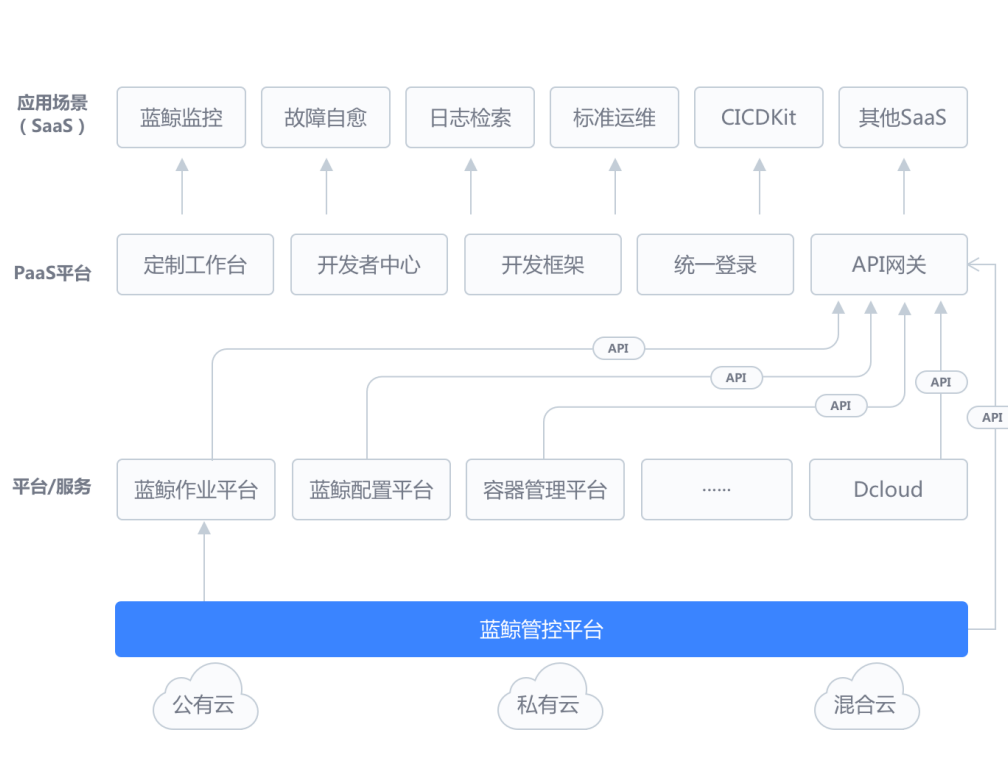 应用场景
（ SaaS ）
蓝鲸监控
故障自愈
日志检索
标准运维
CICDKit
其他SaaS
PaaS平台
定制工作台
开发者中心
开发框架
统一登录
API网关
API
API
API
API
API
平台/服务
蓝鲸作业平台
蓝鲸配置平台
容器管理平台
······
Dcloud
蓝鲸管控平台
公有云
私有云
混合云